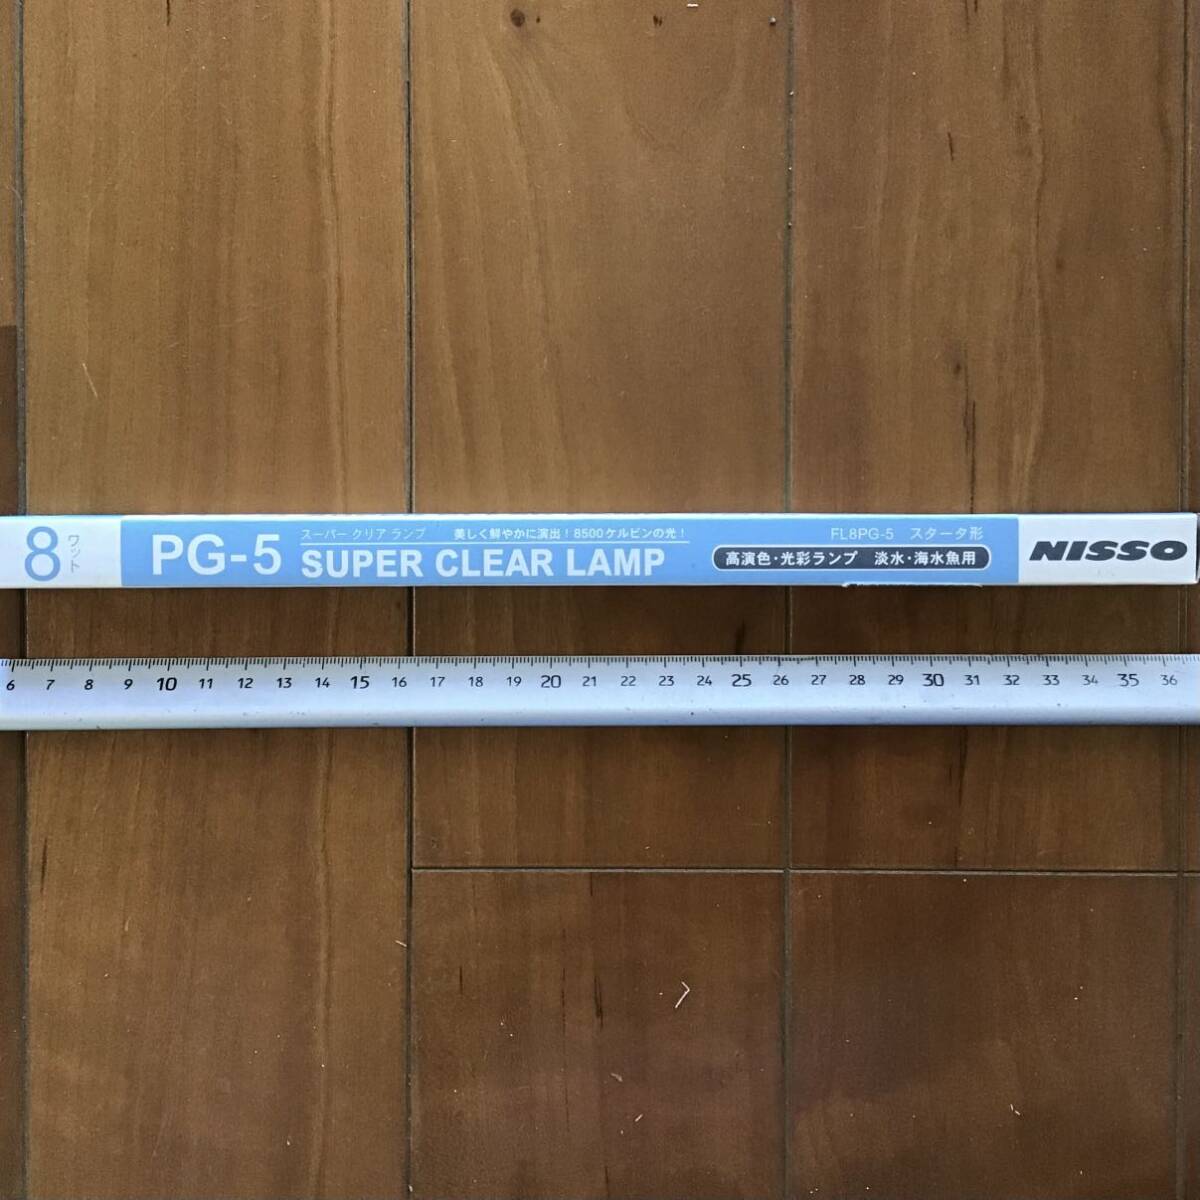 8ワット
PG-5
スーパー クリア ランプ 美しく鮮やかに演出!8500ケルビンの光!
SUPER CLEAR LAMP
FL8PG-5 スタータ形
高演色・光彩ランプ 淡水・海水魚用
NISSO
6 7 8 9 10 11 12 13 14 15 16 17 18 19 20 21 22 23 24 25 26 27 28 29 30 31 32 33 34 35 36